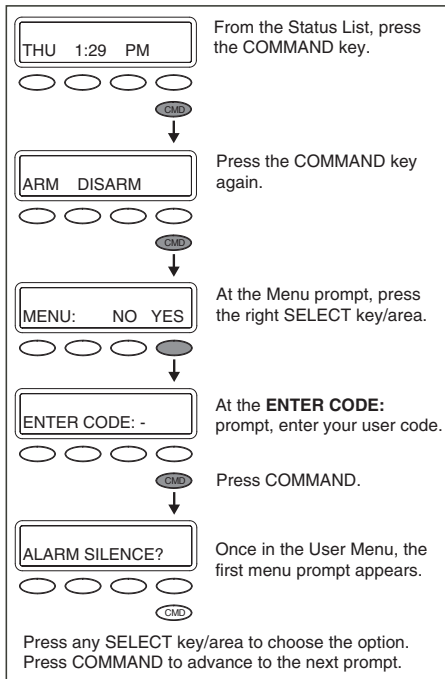 THU 1:29 PM
From the Status List, press
the COMMAND key.
CMD
ARM DISARM
Press the COMMAND key
again.
CMD
MENU: NO YES
At the Menu prompt, press
the right SELECT key/area.
ENTER CODE: -
At the ENTER CODE:
prompt, enter your user code.
CMD
Press COMMAND.
ALARM SILENCE?
Once in the User Menu, the
first menu prompt appears.
CMD
Press any SELECT key/area to choose the option.
Press COMMAND to advance to the next prompt.